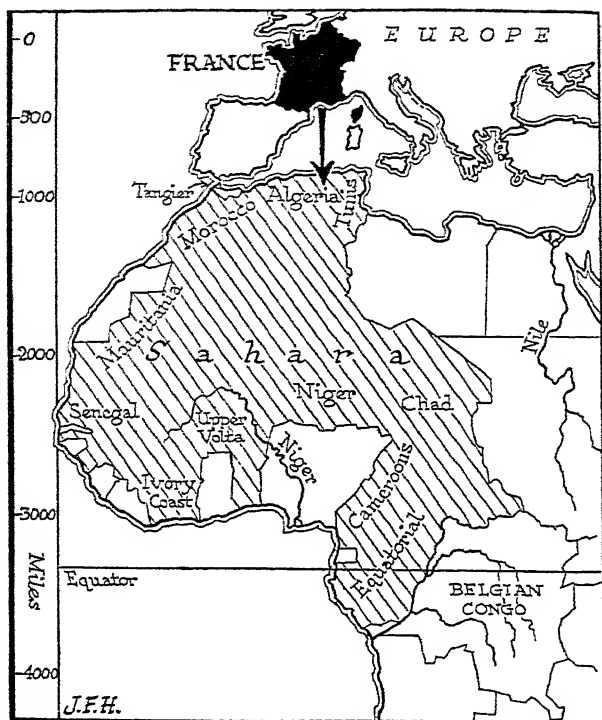 0
EUROPE
FRANCE
500
Tangier
1000
Algeria
Tunis
Morocco
Mauritania
2000
Sahara
Nile
Niger
Chad
Senegal
Upper
Volta
Niger
Ivory
Coast
3000
Cameroons
Equatorial
Miles
Equator
BELGIAN
CONGO
4000
J.F.H.